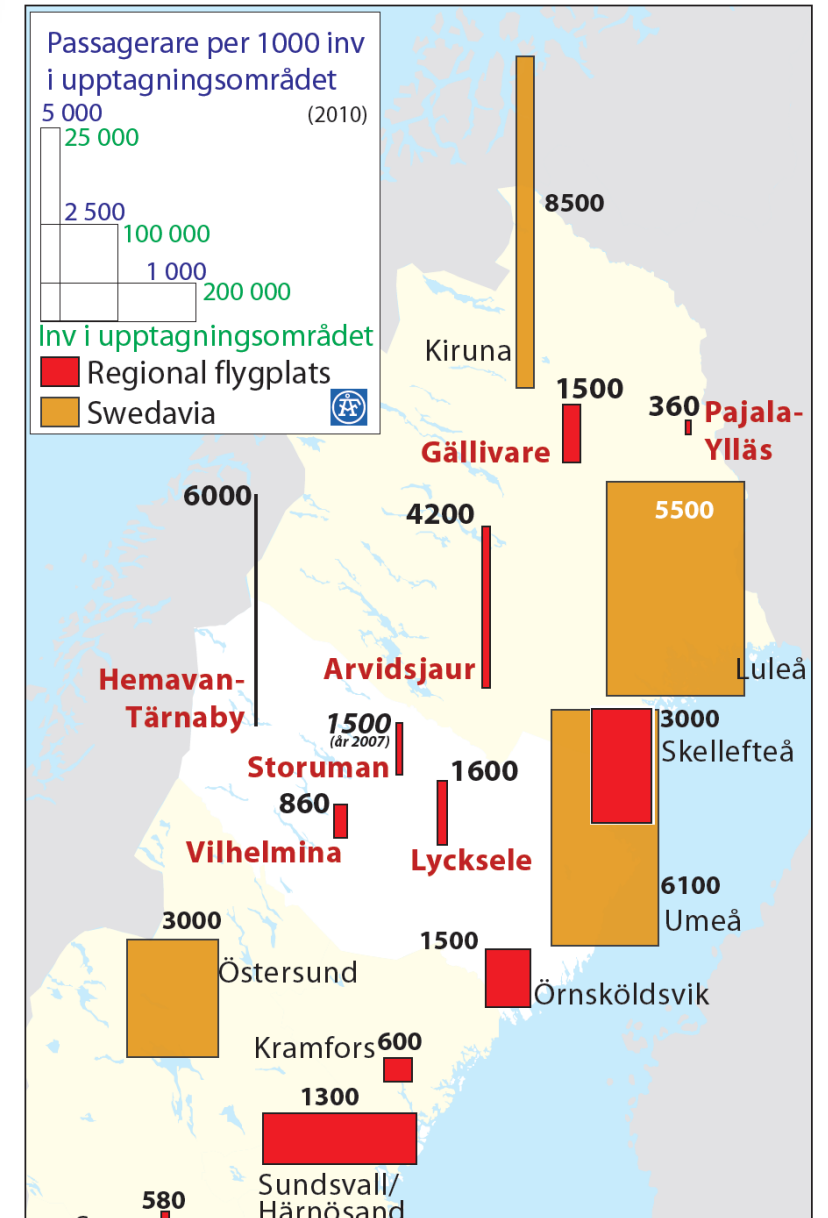 Passagerare per 1000 inv
i upptagningsområdet
(2010)
5 000
25 000
2 500
100 000
1 000
200 000
Inv i upptagningsområdet
Regional flygplats
Swedavia
ÅF
8500
Kiruna
1500
Gällivare
360
Pajala-
Ylläs
6000
Hemavan-
Tärnaby
4200
Arvidsjaur
5500
Luleå
1500
(år 2007)
Storuman
860
Vilhelmina
1600
Lycksele
3000
Skellefteå
6100
Umeå
3000
Östersund
1500
Örnsköldsvik
Kramfors
600
1300
Sundsvall/
Härnösand
580